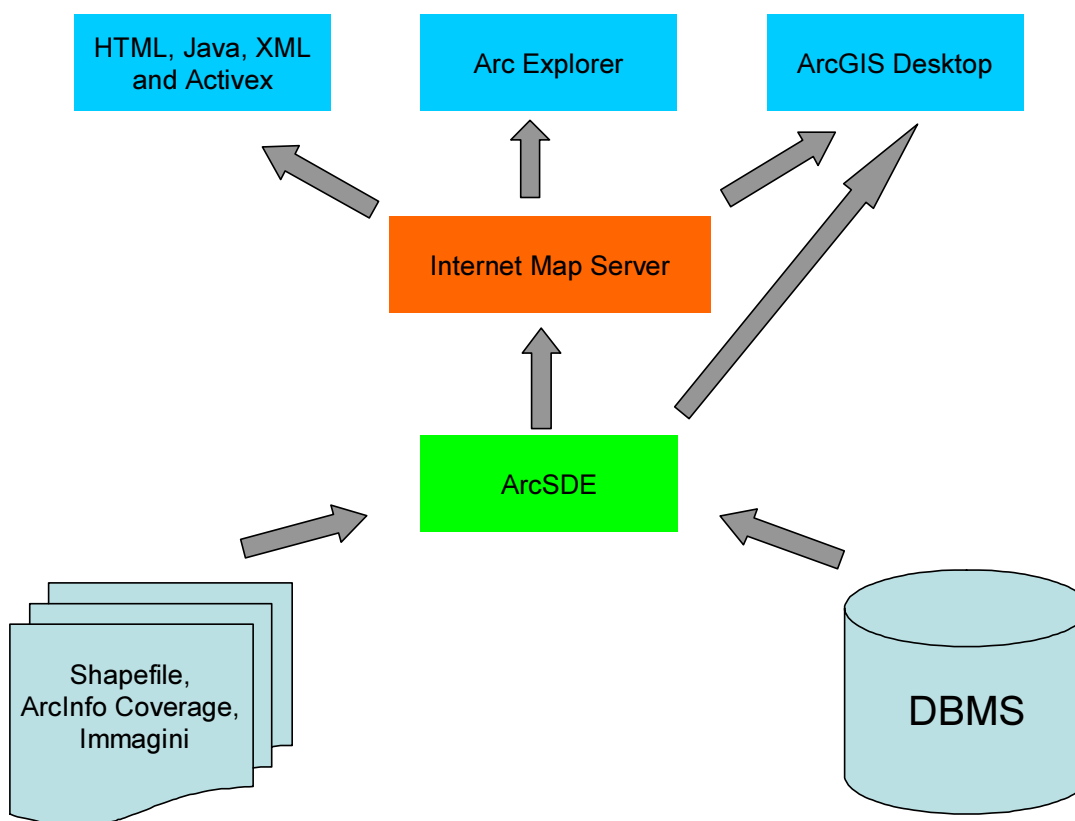 HTML, Java, XML
and Activex
Arc Explorer
ArcGIS Desktop
Internet Map Server
ArcSDE
Shapefile,
ArcInfo Coverage,
Immagini
DBMS